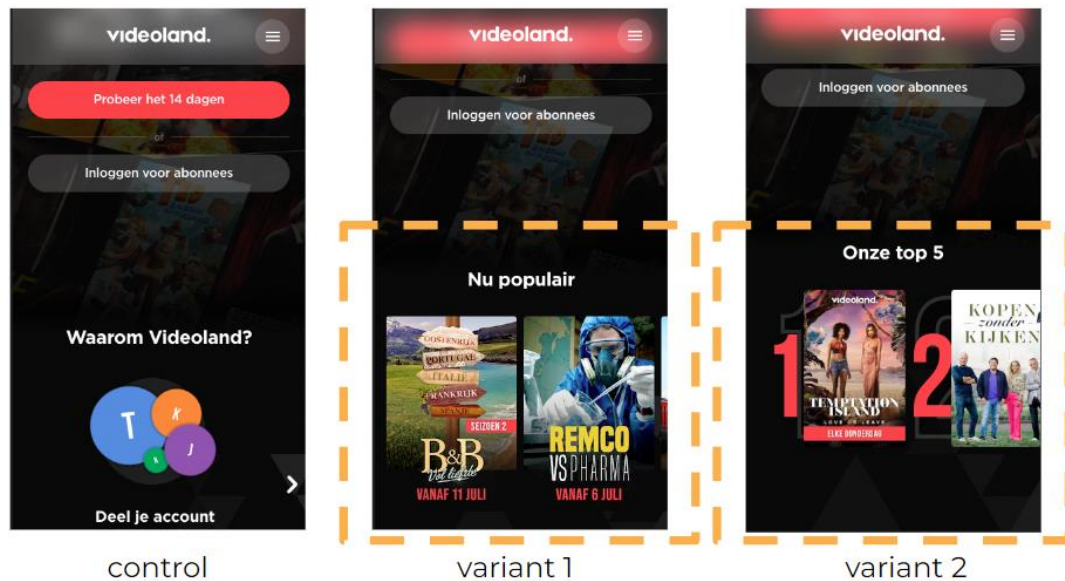 videoland.
Probeer het 14 dagen
of
Inloggen voor abonnees
Waarom Videoland?
T
K
J
Deel je account
control
videoland.
of
Inloggen voor abonnees
Nu populair
OOSTENRIJK
PORTUGAL
ITALIE
FRANKRIJK
SPANJE
SEIZOEN 2
B&B
Vol liefde
VANAF 11 JULI
REMCO
VS PHARMA
VANAF 6 JULI
variant 1
videoland.
Inloggen voor abonnees
Onze top 5
1
videoland.
TEMPTATION
ISLAND
LOVE OR LEAVE
ELKE DONDERDAG
2
KOPEN
zonder
KIJKEN
variant 2